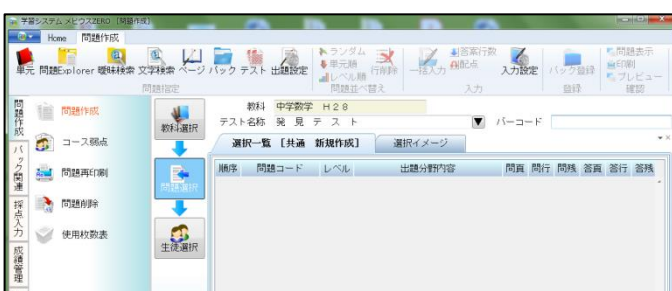 学習システム メビウスZERO [問題作成]
Home 問題作成
単元 問題Explorer 曖昧検索 文字検索 ページ パック テスト 出題設定
ランダム
単元順
レベル順
行削除
一括入力
答案行数
配点
入力設定
パック登録
問題表示
印刷
プレビュー
問題指定 問題並べ替え 入力 登録 確認
問題作成
パック関連
採点入力
成績管理
問題作成
コース弱点
問題再印刷
問題削除
使用枚数表
教科選択
問題選択
生徒選択
教科 中学数学 H28
テスト名称 発見テスト バーコード
選択一覧 [共通 新規作成] 選択イメージ
順序 問題コード レベル 出題分野内容 問頁 問行 問残 答頁 答行 答残